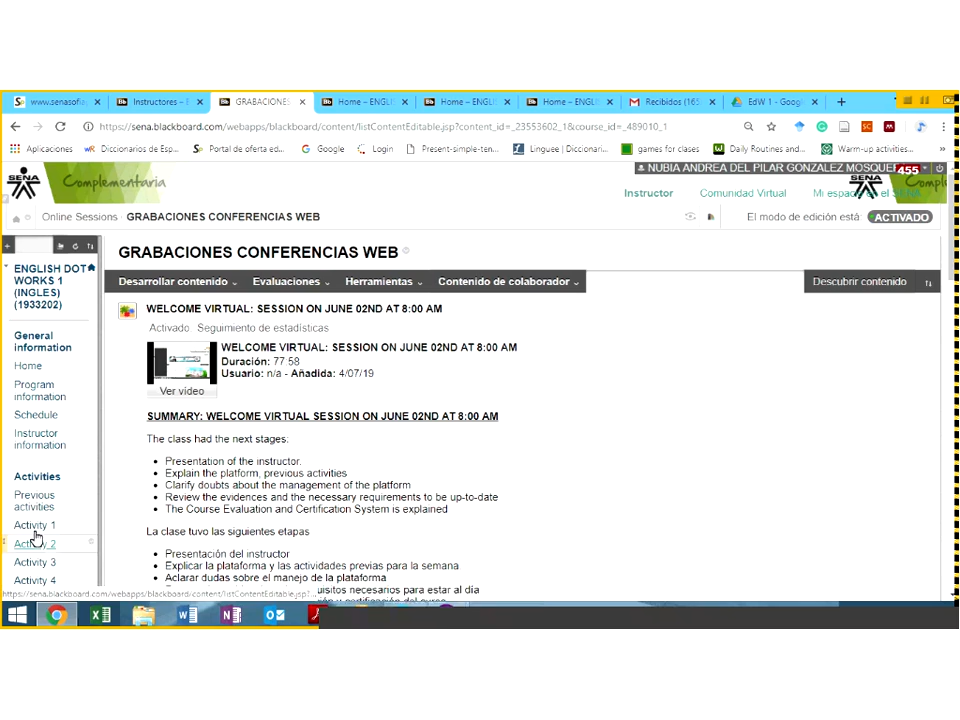 www.senasofia
Instructores –
GRABACIONES
Home – ENGLI
Home – ENGLI
Home – ENGLI
Recibidos (165
EdW 1 - Googl
https://sena.blackboard.com/webapps/blackboard/content/listContentEditable.jsp?content_id=_23553602_1&course_id=_489010_1
Aplicaciones
Diccionarios de Esp...
Portal de oferta ed...
Google
Login
Present-simple-ten...
Linguee | Diccionari...
games for clases
Daily Routines and...
Warm-up activities...
SENA
Complementaria
NUBIA ANDREA DEL PILAR GONZALEZ MOSQUE
455
SENA
Instructor
Comunidad Virtual
Online Sessions
GRABACIONES CONFERENCIAS WEB
El modo de edición está:
ACTIVADO
ENGLISH DOT WORKS 1 (INGLES) (1933202)
General information
Home
Program information
Schedule
Instructor information
Activities
Previous activities
Activity 1
Activity 2
Activity 3
Activity 4
GRABACIONES CONFERENCIAS WEB
Desarrollar contenido
Evaluaciones
Herramientas
Contenido de colaborador
Descubrir contenido
WELCOME VIRTUAL: SESSION ON JUNE 02ND AT 8:00 AM
Activado Seguimiento de estadísticas
WELCOME VIRTUAL: SESSION ON JUNE 02ND AT 8:00 AM
Duración: 77:58
Usuario: n/a - Añadida: 4/07/19
Ver vídeo
SUMMARY: WELCOME VIRTUAL SESSION ON JUNE 02ND AT 8:00 AM
The class had the next stages:
Presentation of the instructor.
Explain the platform, previous activities
Clarify doubts about the management of the platform
Review the evidences and the necessary requirements to be up-to-date
The Course Evaluation and Certification System is explained
La clase tuvo las siguientes etapas
Presentación del instructor
Explicar la plataforma y las actividades previas para la semana
Aclarar dudas sobre el manejo de la plataforma
uisitos necesarios para estar al día
https://sena.blackboard.com/webapps/blackboard/content/listContentEditable.jsp?...